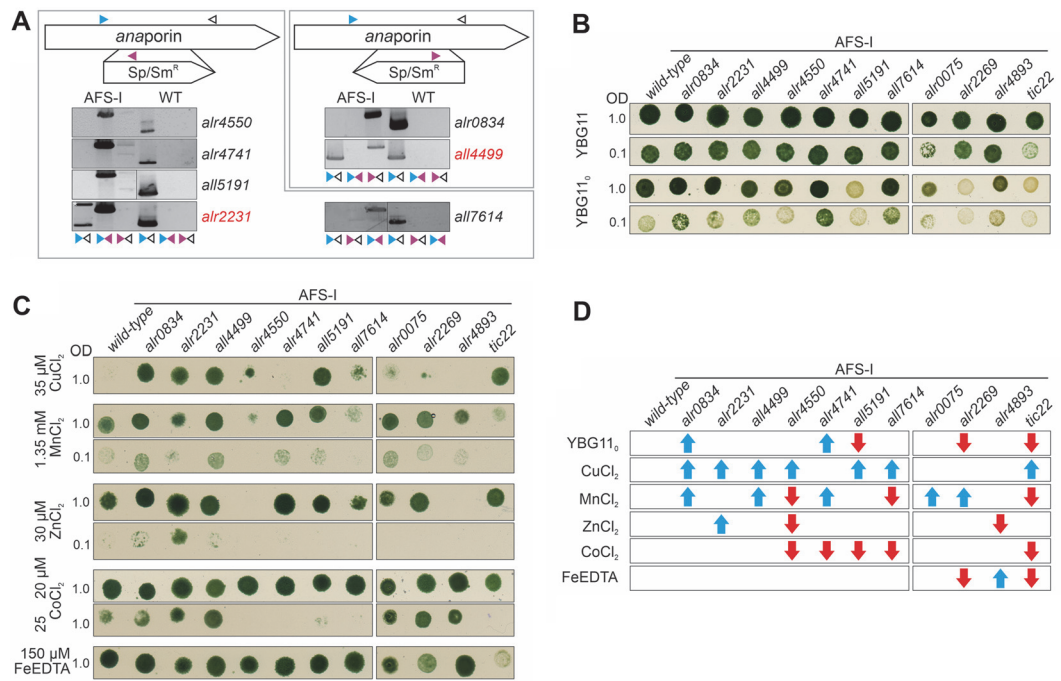 A
anaporin
Sp/SmR
AFS-I WT
alr4550
alr4741
all5191
alr2231
anaporin
Sp/SmR
AFS-I WT
alr0834
all4499
all7614
B
AFS-I
wild-type alr0834 alr2231 all4499 alr4550 alr4741 all5191 all7614 alr0075 alr2269 alr4893 tic22
OD
YBG11
1.0
0.1
YBG110
1.0
0.1
C
AFS-I
wild-type alr0834 alr2231 all4499 alr4550 alr4741 all5191 all7614 alr0075 alr2269 alr4893 tic22
OD
35 µM
CuCl2
1.0
1.35 mM
MnCl2
1.0
0.1
30 µM
ZnCl2
1.0
0.1
20 µM
25 CoCl2
1.0
1.0
150 µM
FeEDTA
1.0
D
AFS-I
wild-type alr0834 alr2231 all4499 alr4550 alr4741 all5191 all7614 alr0075 alr2269 alr4893 tic22
YBG110
CuCl2
MnCl2
ZnCl2
CoCl2
FeEDTA